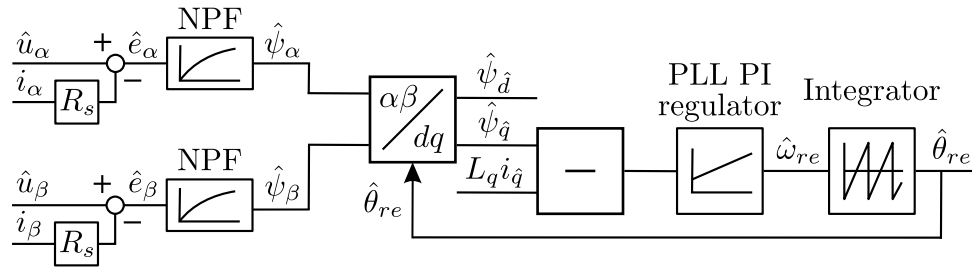 NPF
û_α + ê_α ψ̂_α
i_α R_s −
αβ
dq
ψ̂_d̂
ψ̂_q̂
L_q i_q̂
−
PLL PI
regulator
Integrator
ω̂_re
θ̂_re
NPF
û_β + ê_β ψ̂_β
i_β R_s −
θ̂_re